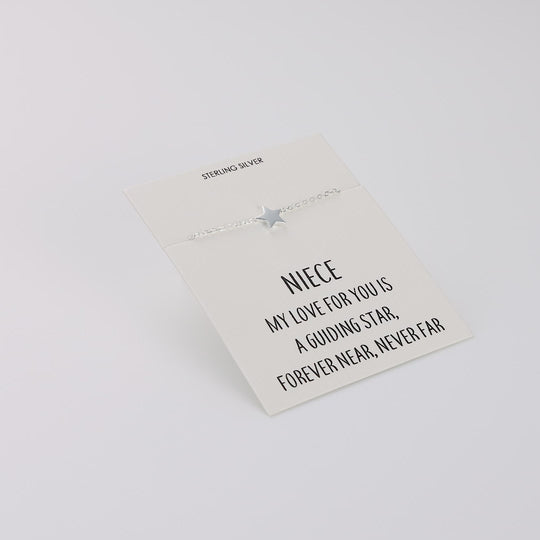 STERLING SILVER
NIECE
MY LOVE FOR YOU IS
A GUIDING STAR,
FOREVER NEAR, NEVER FAR